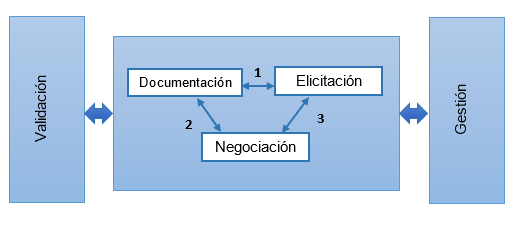 Validación
Documentación
1
Elicitación
2
3
Negociación
Gestión